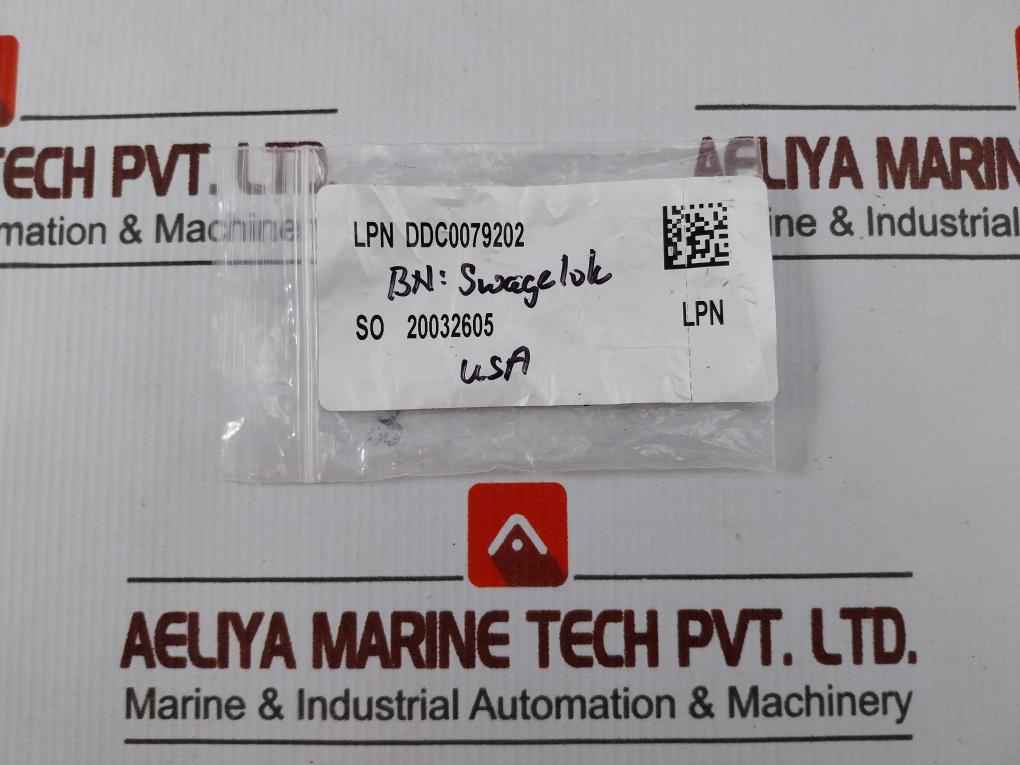 TECH PVT. LTD.
mation & Machine
AELIYA MARIN
ine & Industrial
LPN DDC0079202
BN: Swagelok
SO 20032605
LPN
USA
AELIYA MARINE TECH PVT. LTD.
Marine & Industrial Automation & Machinery